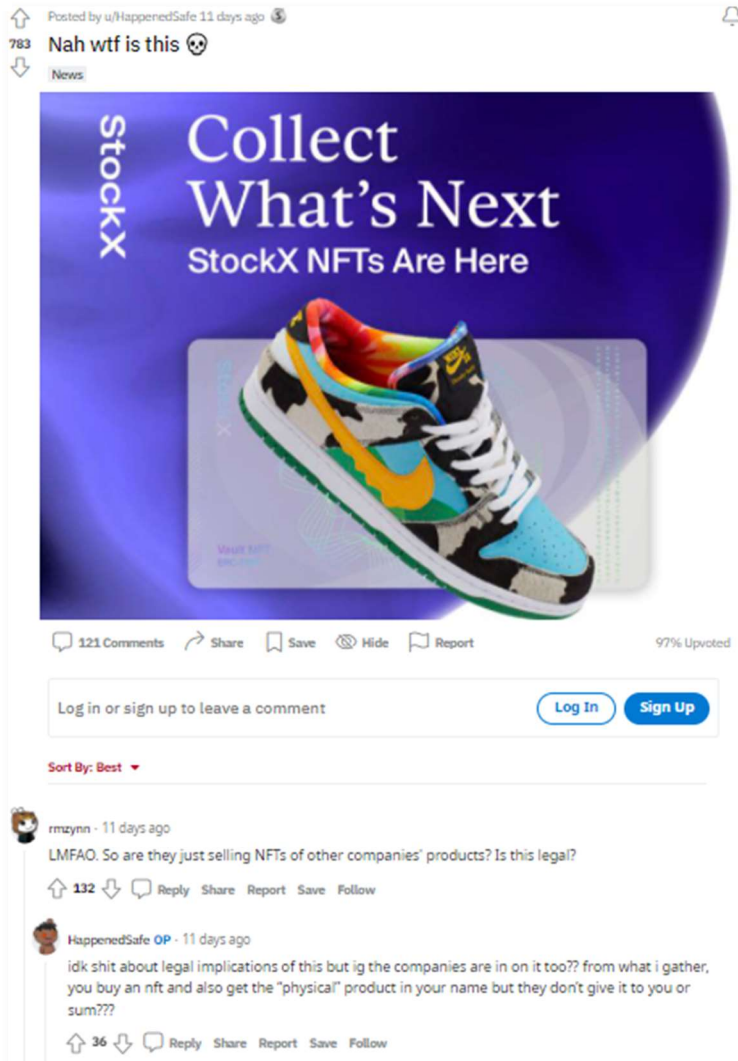 Posted by u/HappenedSafe 11 days ago
783
Nah wtf is this 💀
News
StockX
Collect
What's Next
StockX NFTs Are Here
StockX
NIKE
SB
Vault NFT
121 Comments Share Save Hide Report 97% Upvoted
Log in or sign up to leave a comment Log In Sign Up
Sort By: Best
rmzynn · 11 days ago
LMFAO. So are they just selling NFTs of other companies' products? Is this legal?
132 Reply Share Report Save Follow
HappenedSafe OP · 11 days ago
idk shit about legal implications of this but ig the companies are in on it too?? from what i gather,
you buy an nft and also get the "physical" product in your name but they don't give it to you or
sum???
36 Reply Share Report Save Follow